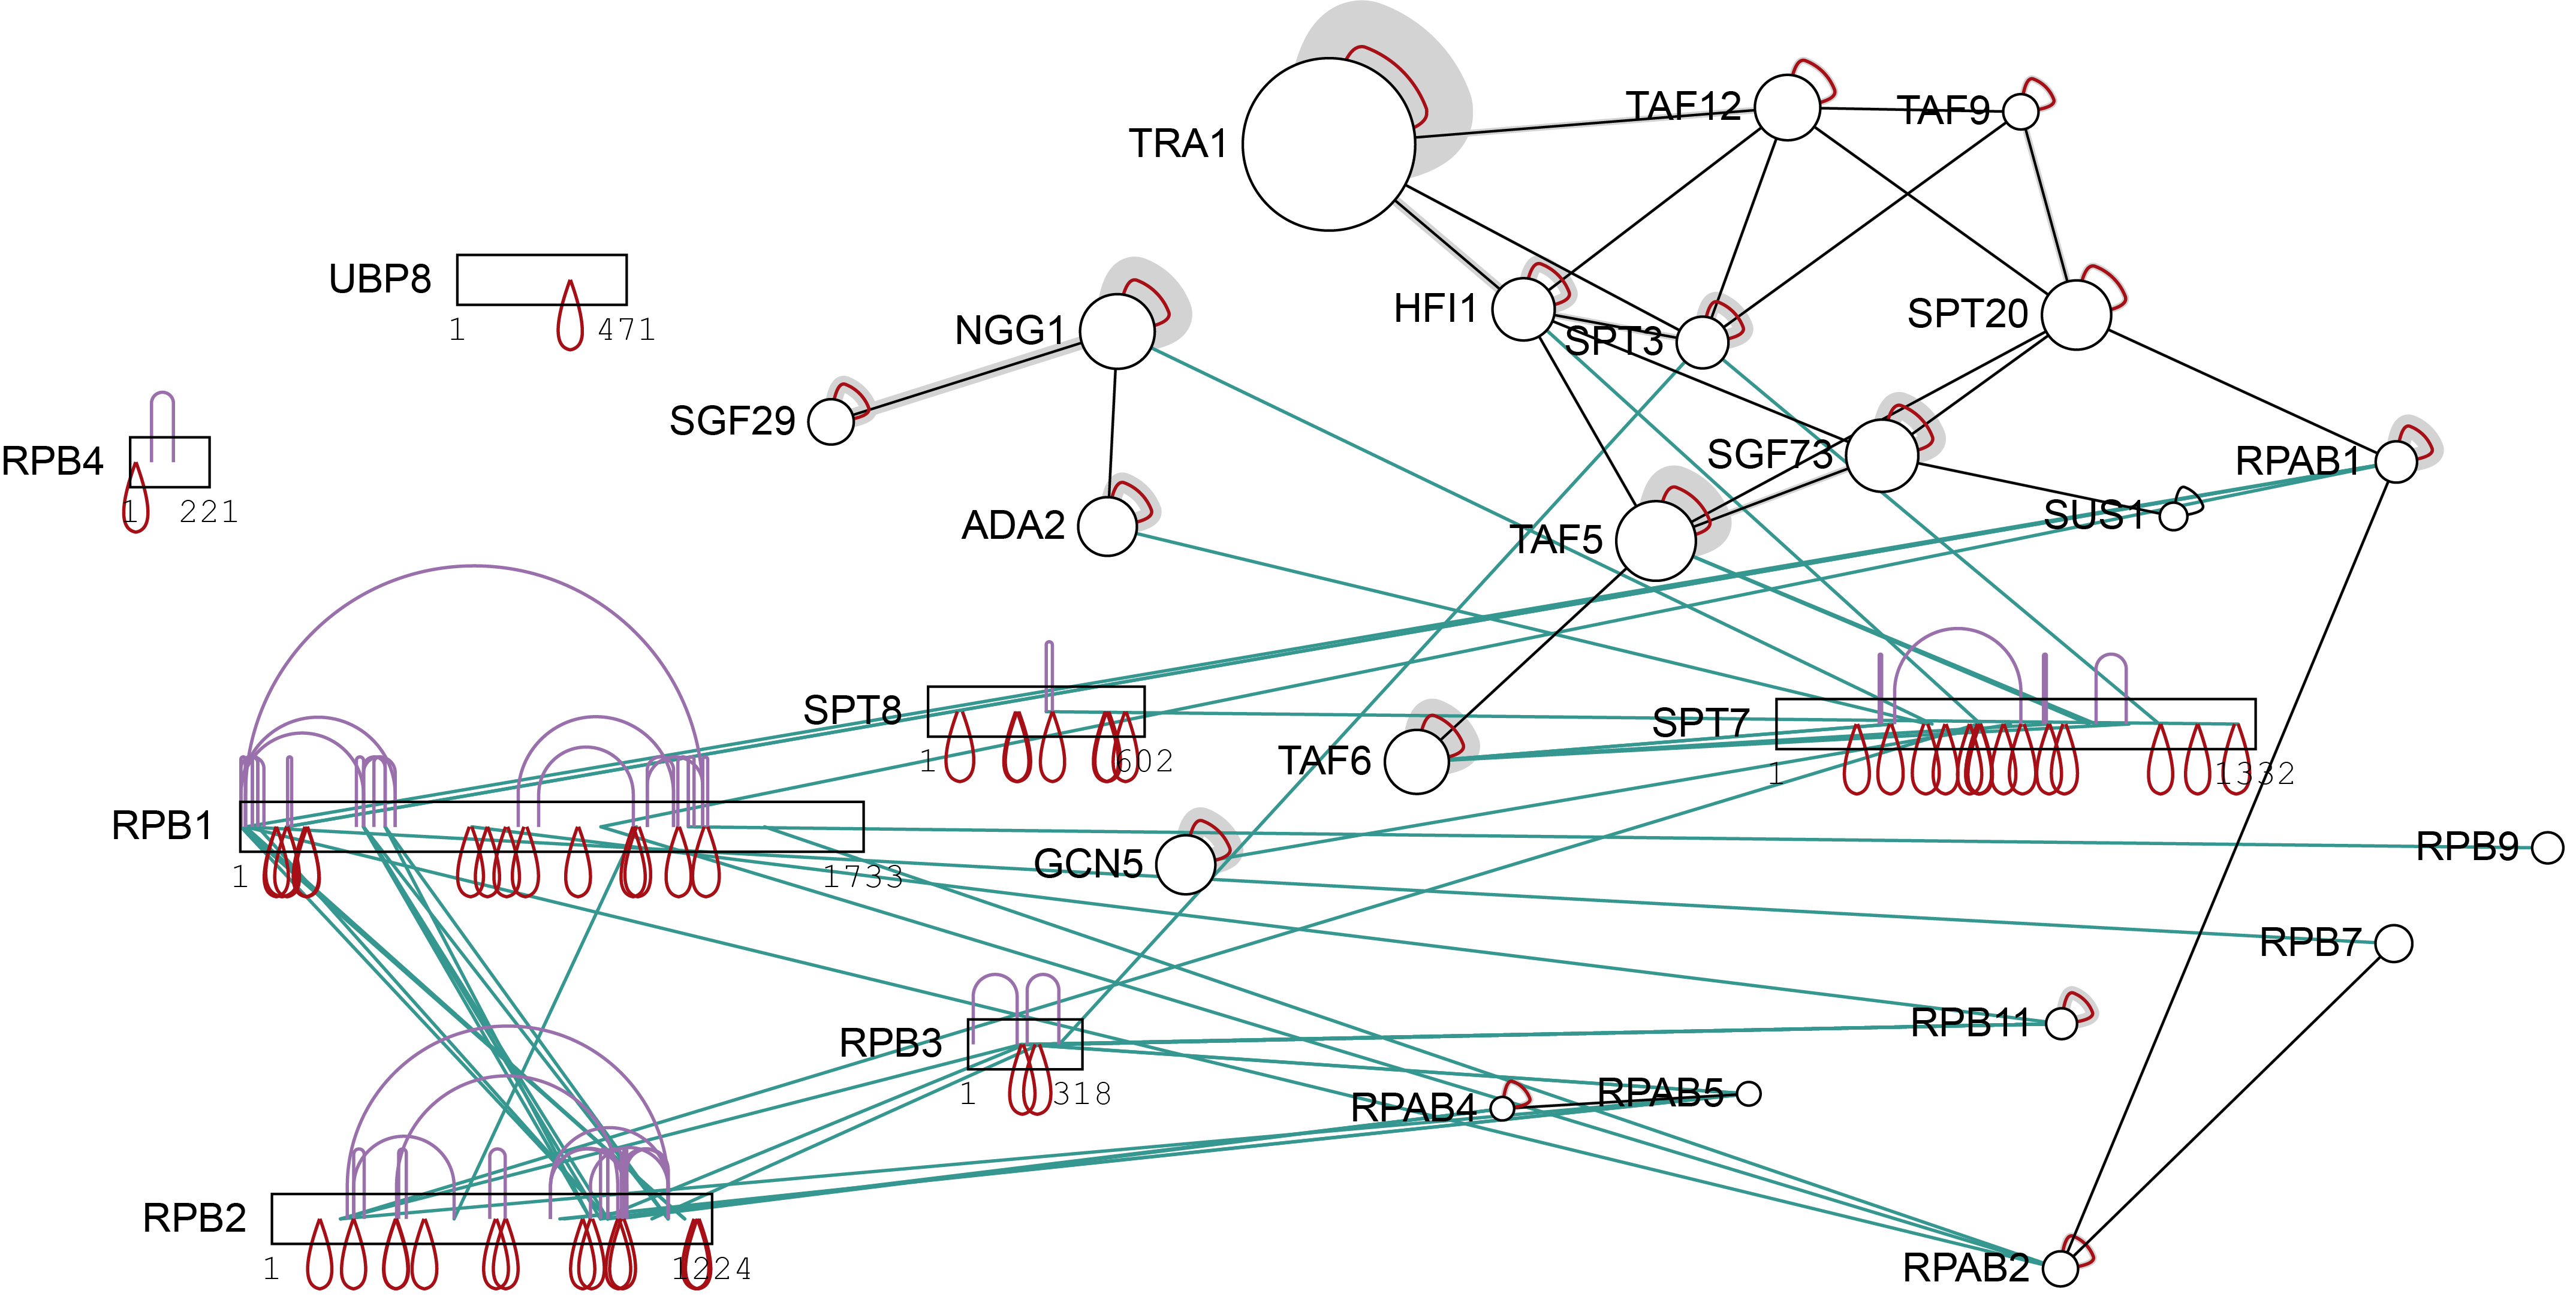 TAF12
TAF9
TRA1
UBP8
1
471
NGG1
HFI1
SPT3
SPT20
SGF29
RPB4
1
221
SGF73
RPAB1
ADA2
TAF5
SUS1
SPT8
1
602
SPT7
1
1332
TAF6
RPB1
1
1733
GCN5
RPB9
RPB7
RPB3
1
318
RPB11
RPAB4
RPAB5
RPB2
1
1224
RPAB2